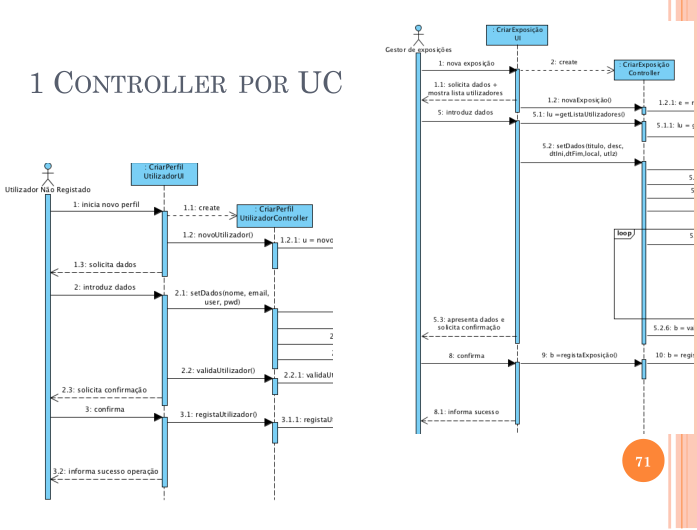 1 CONTROLLER POR UC
: CriarPerfil
UtilizadorUI
Utilizador Não Registado
1: inicia novo perfil
1.1: create
: CriarPerfil
UtilizadorController
1.2: novoUtilizador()
1.2.1: u = novo
1.3: solicita dados
2: introduz dados
2.1: setDados(nome, email,
user, pwd)
2
2.2: validaUtilizador()
2.2.1: validaUt
2.3: solicita confirmação
3: confirma
3.1: registaUtilizador()
3.1.1: registaU
3.2: informa sucesso operação
: CriarExposição
UI
Gestor de exposições
1: nova exposição
2: create
: CriarExposição
Controller
1.1: solicita dados +
mostra lista utilizadores
1.2: novaExposição()
1.2.1: e = n
5: introduz dados
5.1: lu =getListaUtilizadores()
5.1.1: lu = g
5.2: setDados(titulo, desc,
dtIni,dtFim,local, utlz)
5.
5
loop
5.
5.3: apresenta dados e
solicita confirmação
5.2.6: b = va
8: confirma
9: b =registaExposição()
10: b = regi
8.1: informa sucesso
71